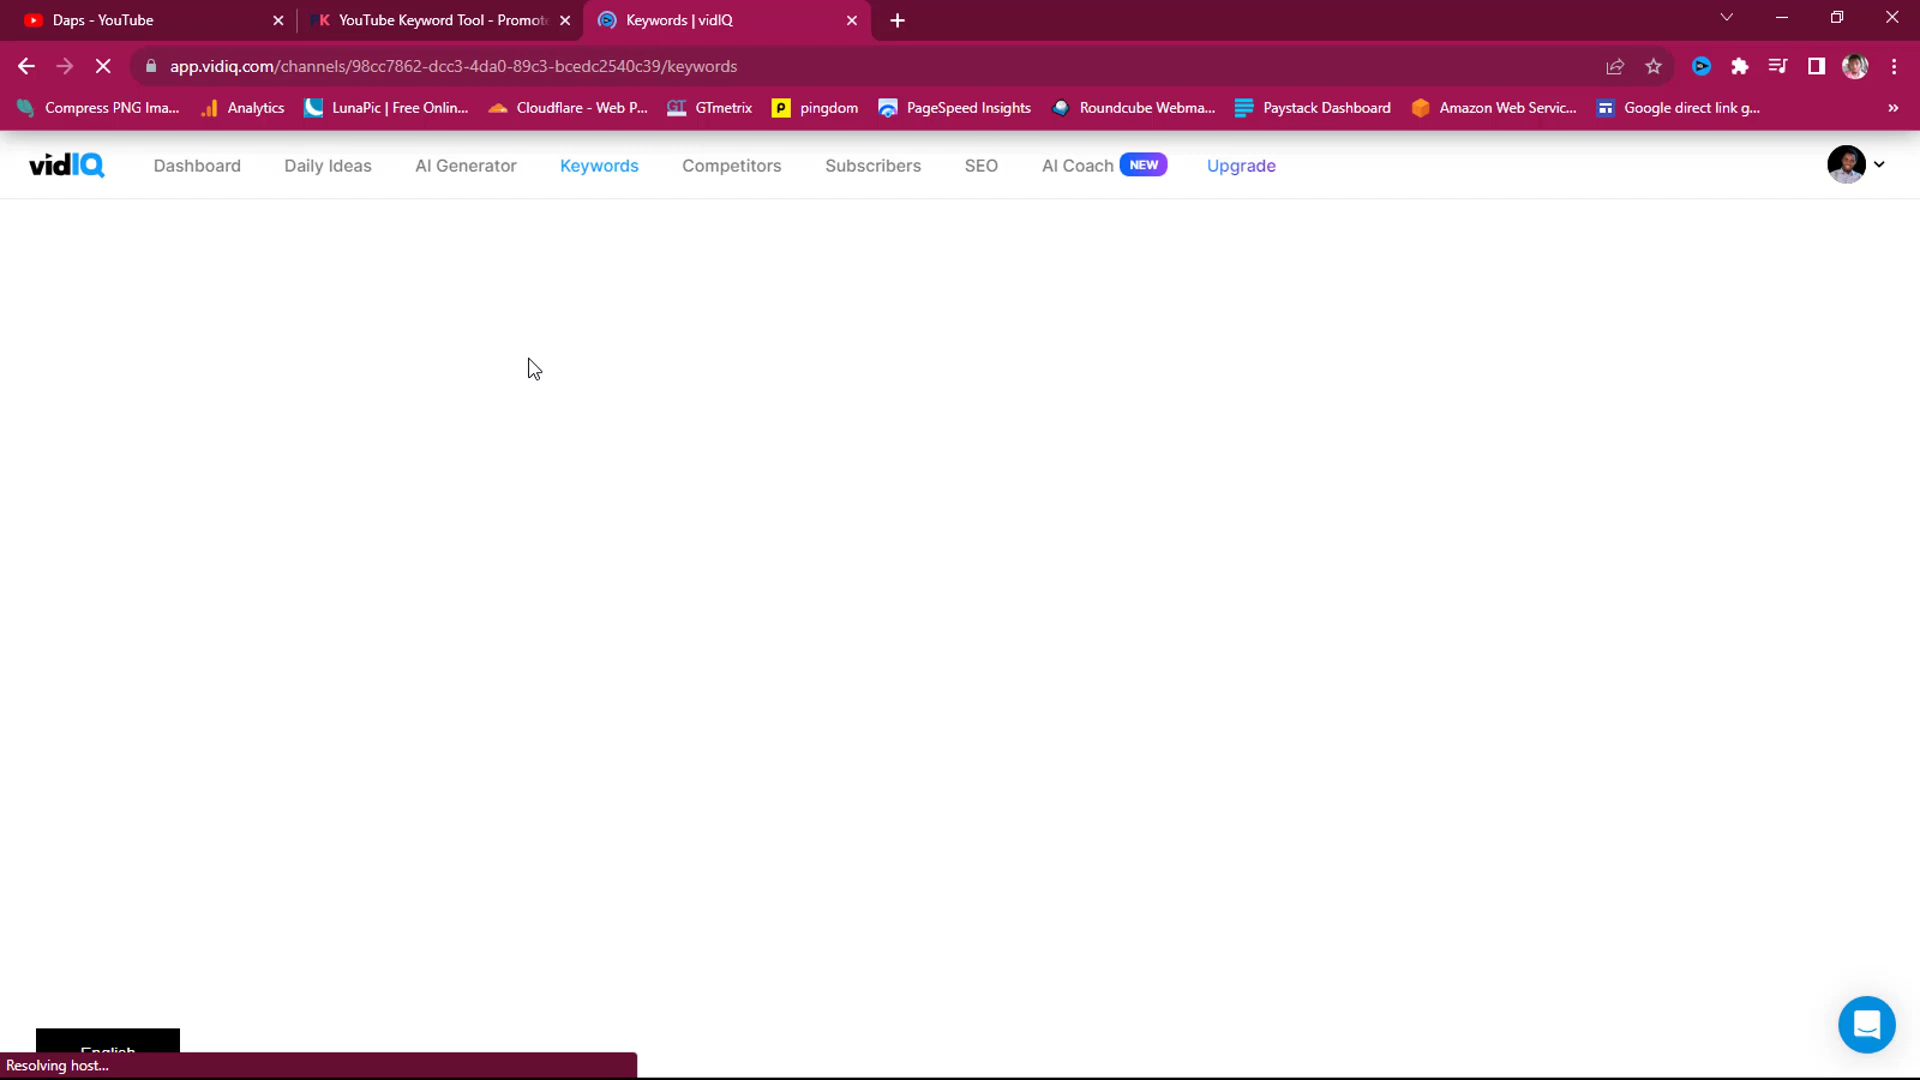 Daps - YouTube
YouTube Keyword Tool - Promot
Keywords | vidIQ
app.vidiq.com/channels/98cc7862-dcc3-4da0-89c3-bcedc2540c39/keywords
Compress PNG Ima...
Analytics
LunaPic | Free Onlin...
Cloudflare - Web P...
GTmetrix
pingdom
PageSpeed Insights
Roundcube Webma...
Paystack Dashboard
Amazon Web Servic...
Google direct link g...
vidIQ
Dashboard
Daily Ideas
AI Generator
Keywords
Competitors
Subscribers
SEO
AI Coach NEW
Upgrade
English
Resolving host...